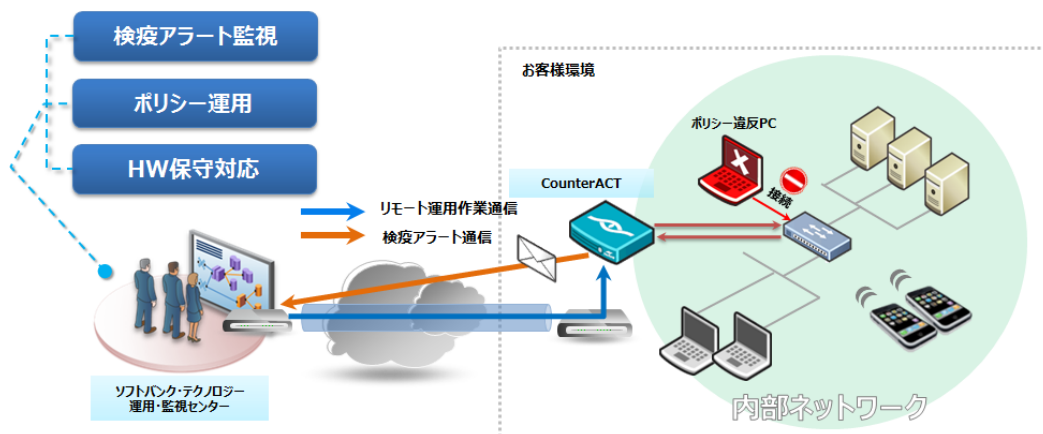 検疫アラート監視
ポリシー運用
HW保守対応
お客様環境
ポリシー違反PC
接続
CounterACT
リモート運用作業通信
検疫アラート通信
ソフトバンク・テクノロジー
運用・監視センター
内部ネットワーク